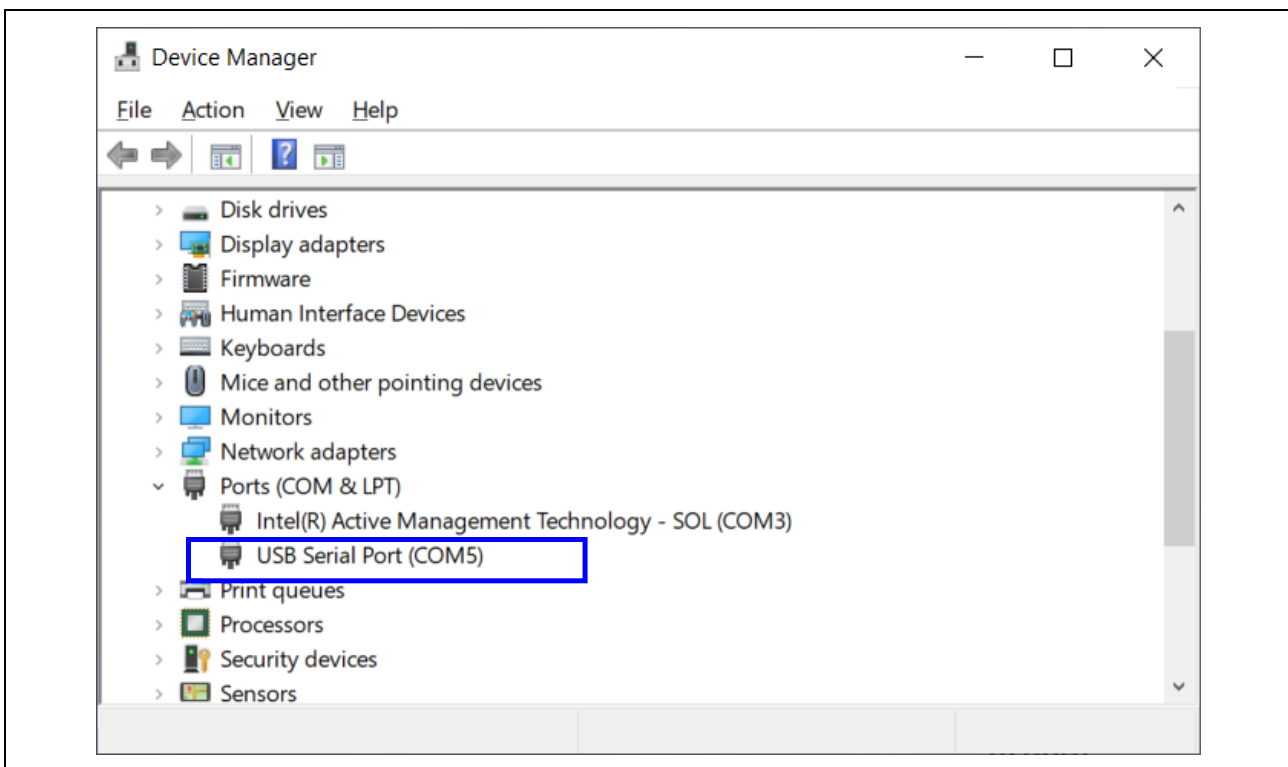 Device Manager
File Action View Help
Disk drives
Display adapters
Firmware
Human Interface Devices
Keyboards
Mice and other pointing devices
Monitors
Network adapters
Ports (COM & LPT)
Intel(R) Active Management Technology - SOL (COM3)
USB Serial Port (COM5)
Print queues
Processors
Security devices
Sensors